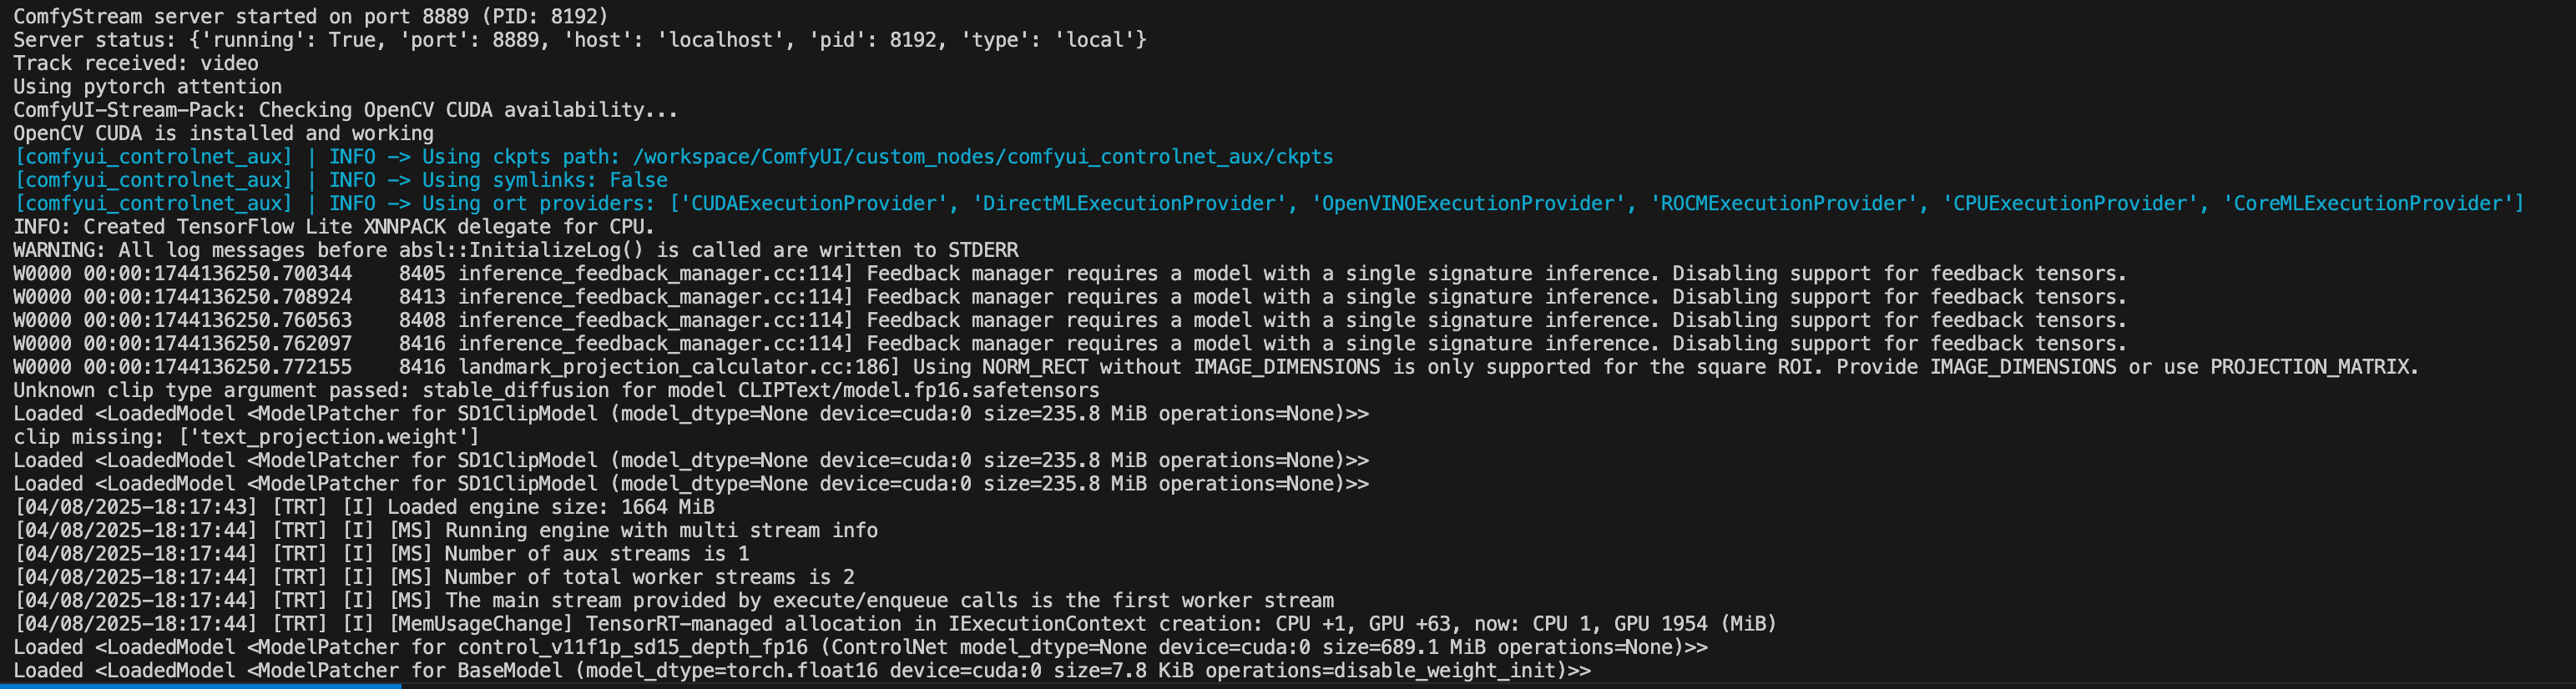 ComfyStream server started on port 8889 (PID: 8192)
Server status: {'running': True, 'port': 8889, 'host': 'localhost', 'pid': 8192, 'type': 'local'}
Track received: video
Using pytorch attention
ComfyUI-Stream-Pack: Checking OpenCV CUDA availability...
OpenCV CUDA is installed and working
[comfyui_controlnet_aux] | INFO -> Using ckpts path: /workspace/ComfyUI/custom_nodes/comfyui_controlnet_aux/ckpts
[comfyui_controlnet_aux] | INFO -> Using symlinks: False
[comfyui_controlnet_aux] | INFO -> Using ort providers: ['CUDAExecutionProvider', 'DirectMLExecutionProvider', 'OpenVINOExecutionProvider', 'ROCMExecutionProvider', 'CPUExecutionProvider', 'CoreMLExecutionProvider']
INFO: Created TensorFlow Lite XNNPACK delegate for CPU.
WARNING: All log messages before absl::InitializeLog() is called are written to STDERR
W0000 00:00:1744136250.700344    8405 inference_feedback_manager.cc:114] Feedback manager requires a model with a single signature inference. Disabling support for feedback tensors.
W0000 00:00:1744136250.708924    8413 inference_feedback_manager.cc:114] Feedback manager requires a model with a single signature inference. Disabling support for feedback tensors.
W0000 00:00:1744136250.760563    8408 inference_feedback_manager.cc:114] Feedback manager requires a model with a single signature inference. Disabling support for feedback tensors.
W0000 00:00:1744136250.762097    8416 inference_feedback_manager.cc:114] Feedback manager requires a model with a single signature inference. Disabling support for feedback tensors.
W0000 00:00:1744136250.772155    8416 landmark_projection_calculator.cc:186] Using NORM_RECT without IMAGE_DIMENSIONS is only supported for the square ROI. Provide IMAGE_DIMENSIONS or use PROJECTION_MATRIX.
Unknown clip type argument passed: stable_diffusion for model CLIPText/model.fp16.safetensors
Loaded <LoadedModel <ModelPatcher for SD1ClipModel (model_dtype=None device=cuda:0 size=235.8 MiB operations=None)>>
clip missing: ['text_projection.weight']
Loaded <LoadedModel <ModelPatcher for SD1ClipModel (model_dtype=None device=cuda:0 size=235.8 MiB operations=None)>>
Loaded <LoadedModel <ModelPatcher for SD1ClipModel (model_dtype=None device=cuda:0 size=235.8 MiB operations=None)>>
[04/08/2025-18:17:43] [TRT] [I] Loaded engine size: 1664 MiB
[04/08/2025-18:17:44] [TRT] [I] [MS] Running engine with multi stream info
[04/08/2025-18:17:44] [TRT] [I] [MS] Number of aux streams is 1
[04/08/2025-18:17:44] [TRT] [I] [MS] Number of total worker streams is 2
[04/08/2025-18:17:44] [TRT] [I] [MS] The main stream provided by execute/enqueue calls is the first worker stream
[04/08/2025-18:17:44] [TRT] [I] [MemUsageChange] TensorRT-managed allocation in IExecutionContext creation: CPU +1, GPU +63, now: CPU 1, GPU 1954 (MiB)
Loaded <LoadedModel <ModelPatcher for control_v11f1p_sd15_depth_fp16 (ControlNet model_dtype=None device=cuda:0 size=689.1 MiB operations=None)>>
Loaded <LoadedModel <ModelPatcher for BaseModel (model_dtype=torch.float16 device=cuda:0 size=7.8 KiB operations=disable_weight_init)>>